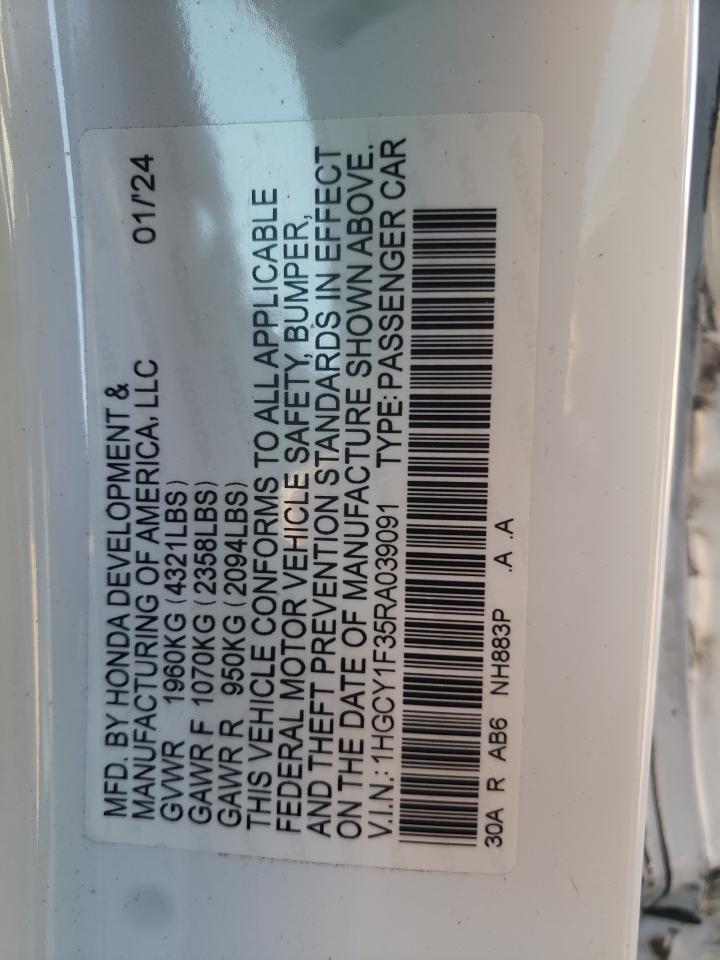 MFD. BY HONDA DEVELOPMENT &
MANUFACTURING OF AMERICA, LLC 01/'24
GVWR 1960KG (4321LBS)
GAWR F 1070KG (2358LBS)
GAWR R 950KG (2094LBS)
THIS VEHICLE CONFORMS TO ALL APPLICABLE
FEDERAL MOTOR VEHICLE SAFETY, BUMPER,
AND THEFT PREVENTION STANDARDS IN EFFECT
ON THE DATE OF MANUFACTURE SHOWN ABOVE.
V.I.N.: 1HGCY1F35RA039091 TYPE: PASSENGER CAR
30A R AB6 NH883P .A .A